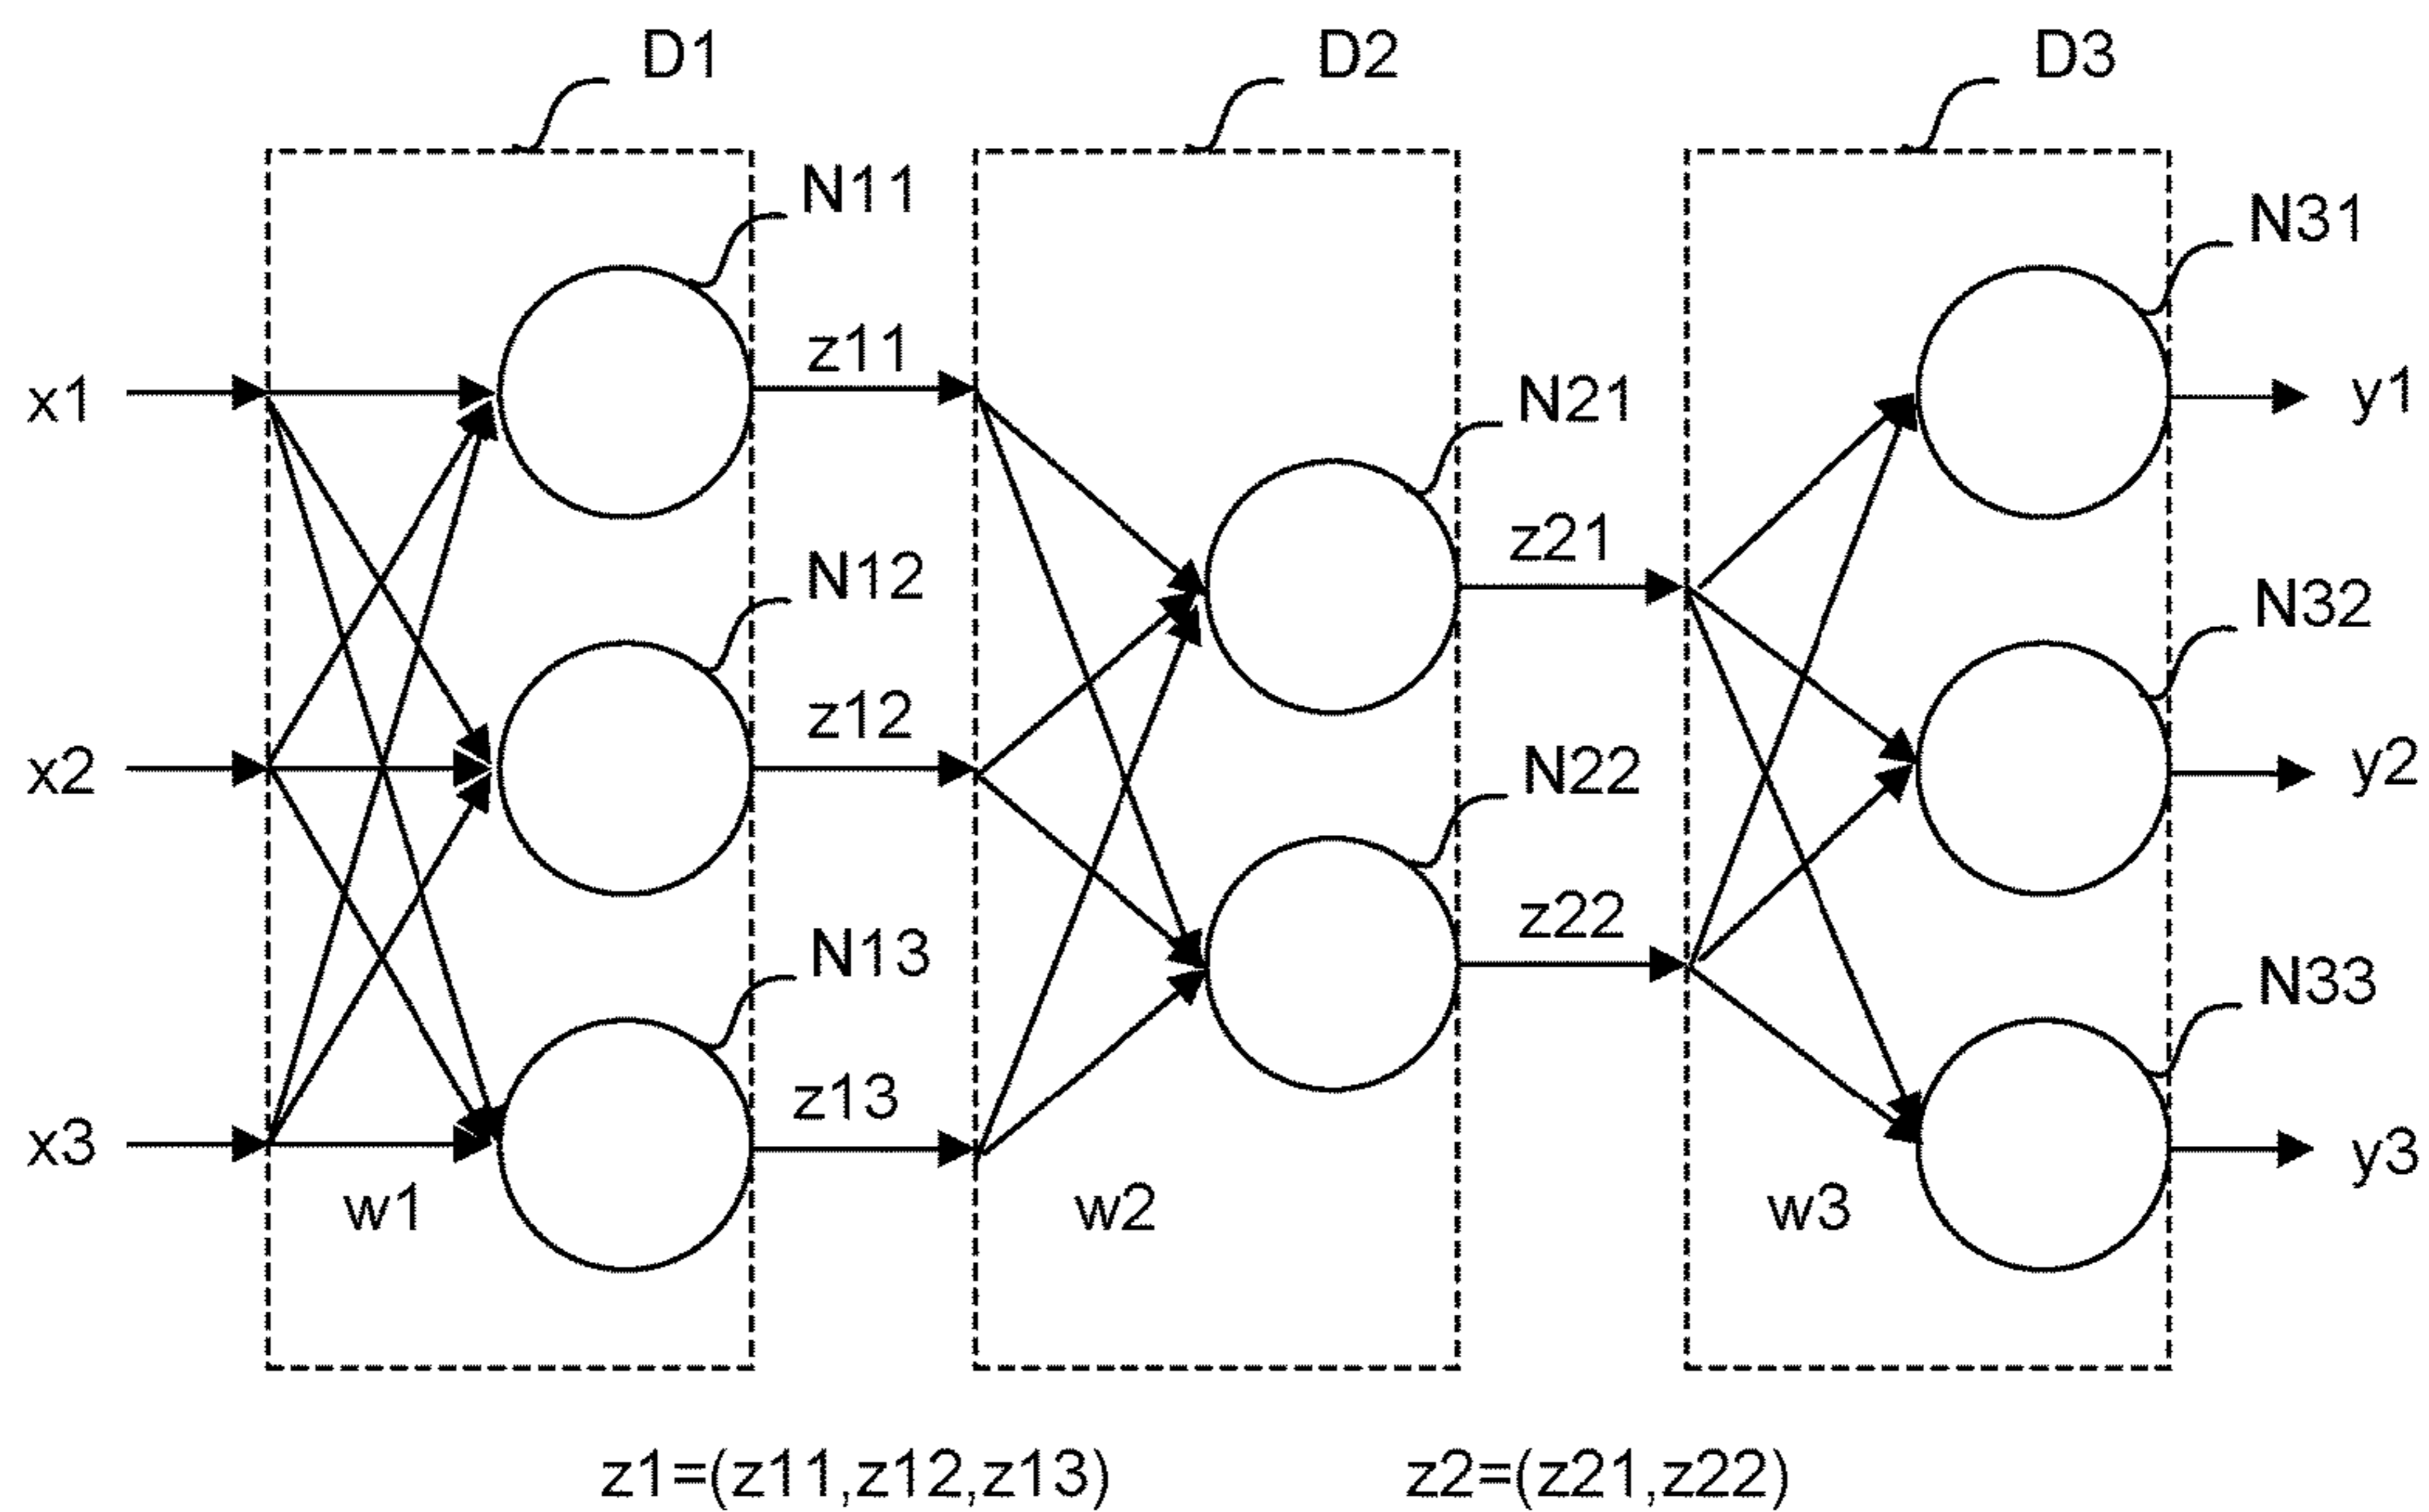 D1
D2
D3
N11
N31
z11
x1
N21
y1
z21
N12
N32
z12
x2
N22
y2
z22
N13
N33
z13
x3
y3
w1
w2
w3
z1=(z11,z12,z13)
z2=(z21,z22)